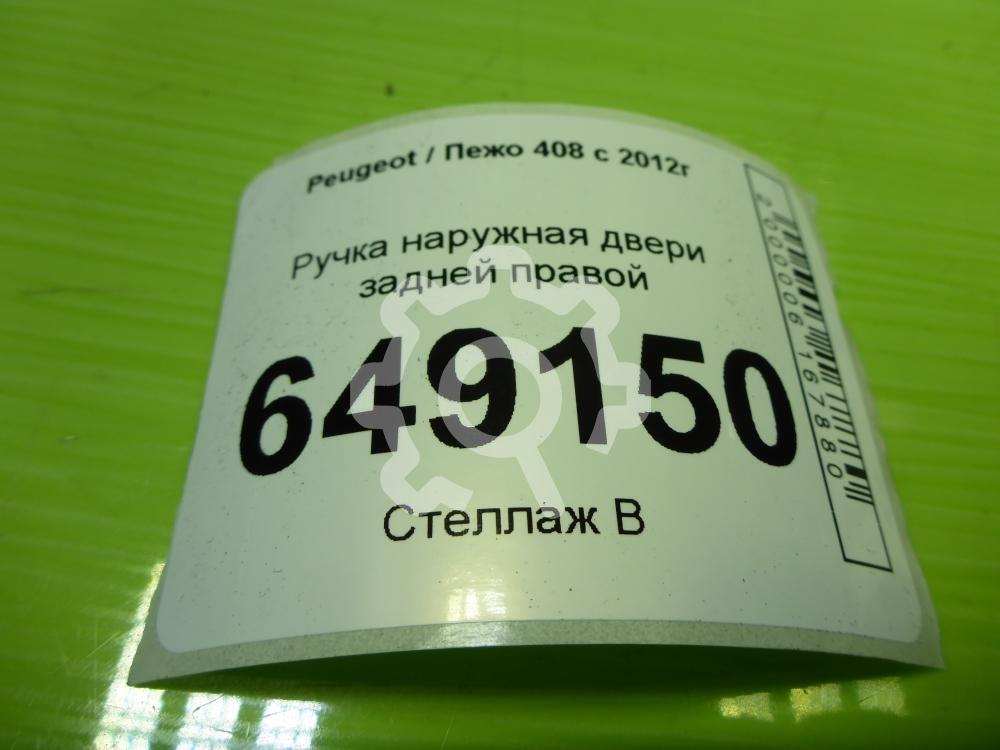 Peugeot / Пежо 408 с 2012г
Ручка наружная двери
задней правой
649150
Стеллаж В
2000006167880